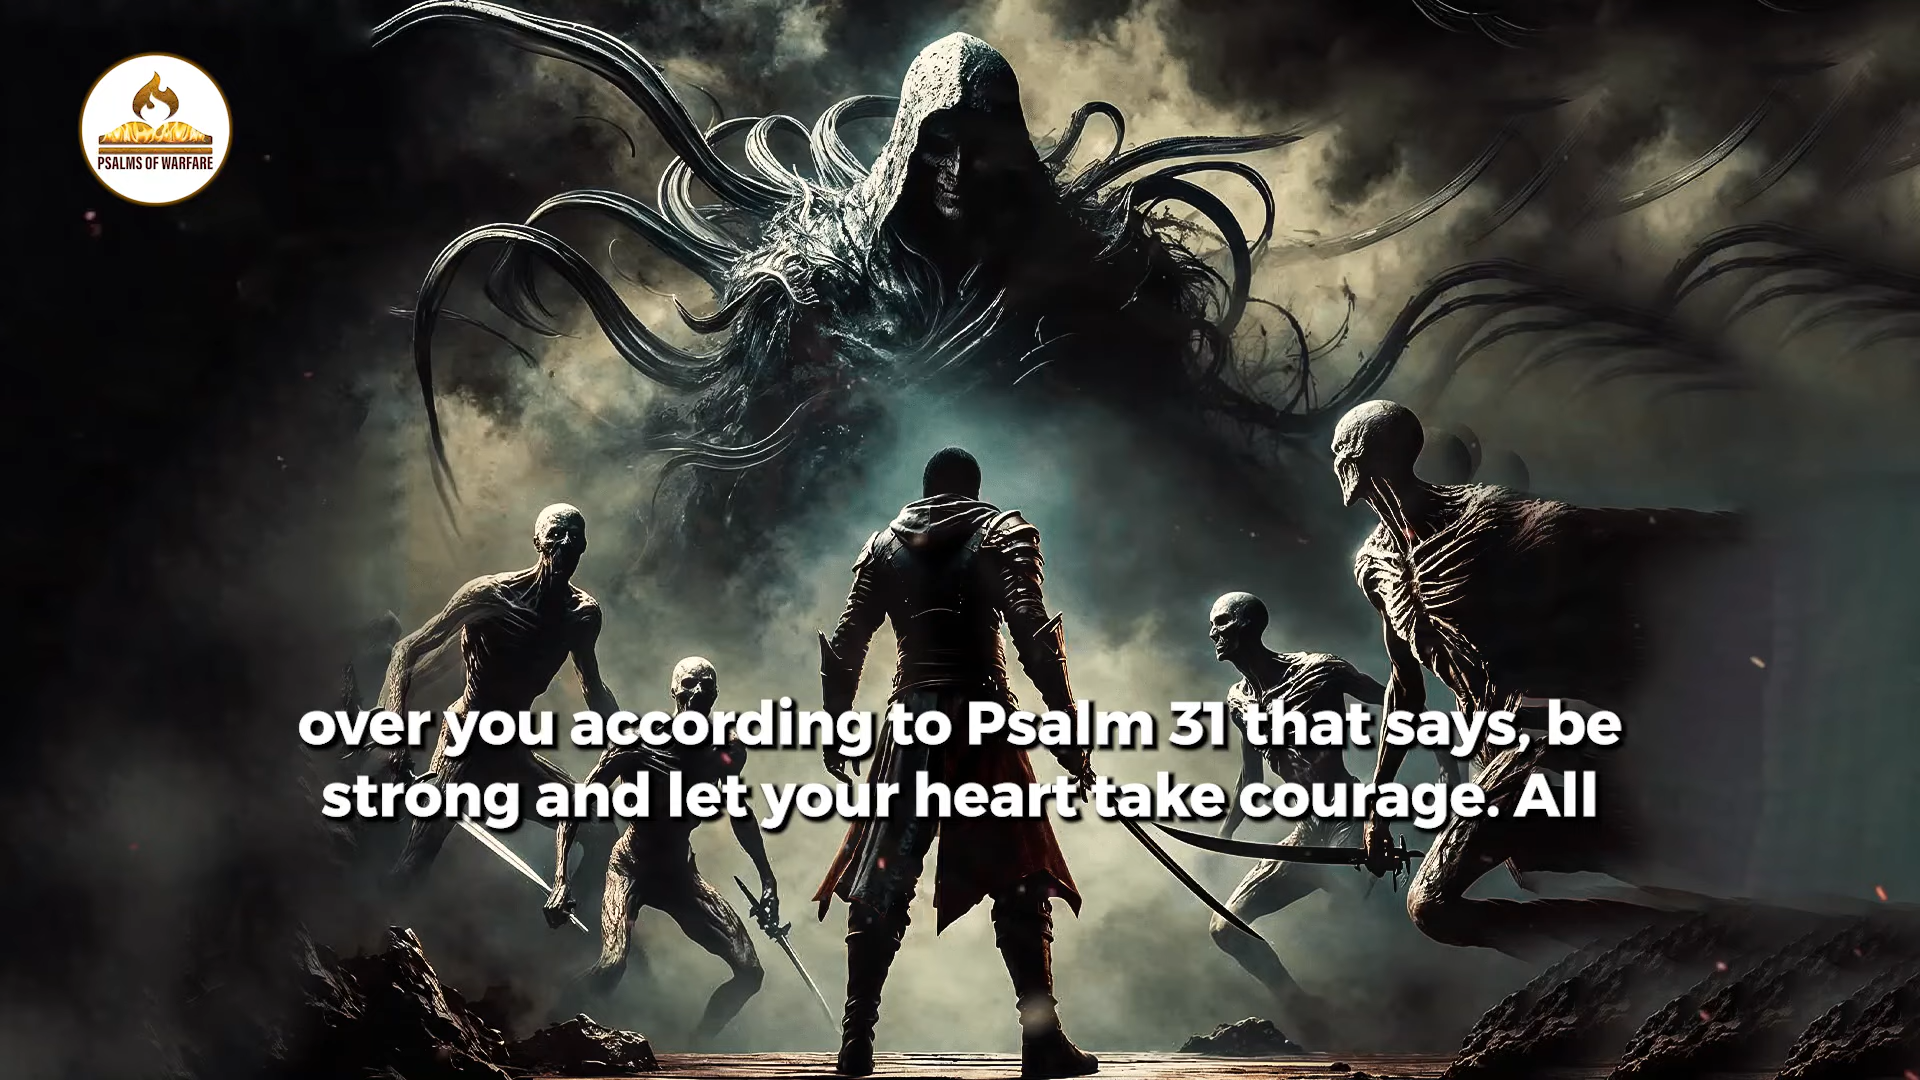 PSALMS OF WARFARE
over you according to Psalm 31 that says, be
strong and let your heart take courage. All